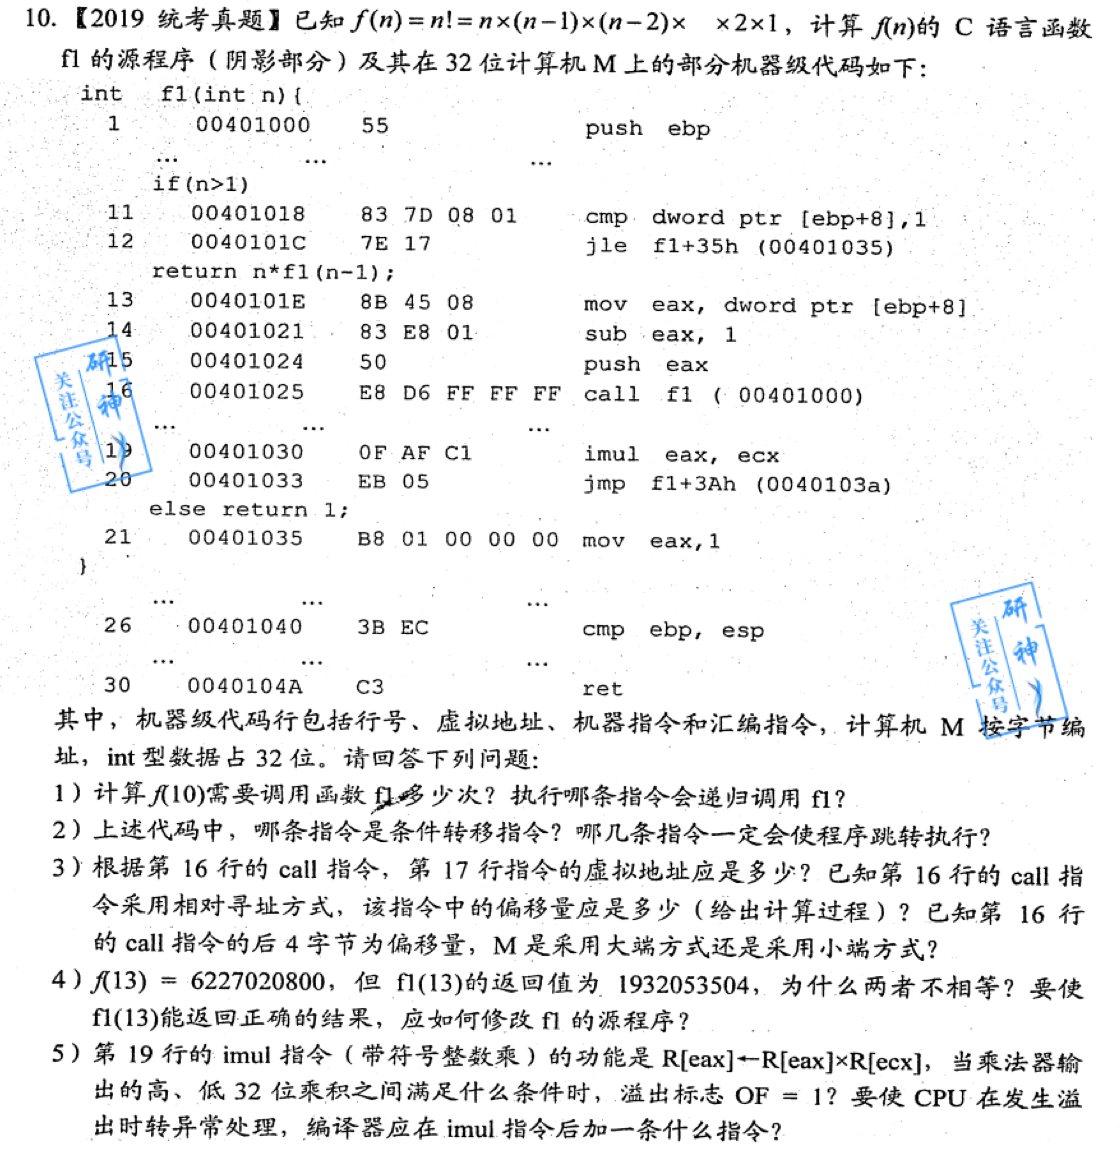 10.【2019 统考真题】已知 f(n)=n!=n×(n−1)×(n−2)× ×2×1，计算 f(n)的 C 语言函数
f1 的源程序（阴影部分）及其在 32 位计算机 M 上的部分机器级代码如下：
int f1(int n){
1 00401000 55 push ebp
… … …
if(n>1)
11 00401018 83 7D 08 01 cmp dword ptr [ebp+8],1
12 0040101C 7E 17 jle f1+35h (00401035)
return n*f1(n-1);
13 0040101E 8B 45 08 mov eax, dword ptr [ebp+8]
14 00401021 83 E8 01 sub eax, 1
15 00401024 50 push eax
16 00401025 E8 D6 FF FF FF call f1 ( 00401000)
… … …
19 00401030 0F AF C1 imul eax, ecx
20 00401033 EB 05 jmp f1+3Ah (0040103a)
else return 1;
21 00401035 B8 01 00 00 00 mov eax,1
}
… … …
26 00401040 3B EC cmp ebp, esp
… … …
30 0040104A C3 ret
其中，机器级代码行包括行号、虚拟地址、机器指令和汇编指令，计算机 M 按字节编
址，int 型数据占 32 位。请回答下列问题：
1）计算 f(10)需要调用函数 f1 多少次？执行哪条指令会递归调用 f1？
2）上述代码中，哪条指令是条件转移指令？哪几条指令一定会使程序跳转执行？
3）根据第 16 行的 call 指令，第 17 行指令的虚拟地址应是多少？已知第 16 行的 call 指
令采用相对寻址方式，该指令中的偏移量应是多少（给出计算过程）？已知第 16 行
的 call 指令的后 4 字节为偏移量，M 是采用大端方式还是采用小端方式？
4）f(13) = 6227020800，但 f1(13)的返回值为 1932053504，为什么两者不相等？要使
f1(13)能返回正确的结果，应如何修改 f1 的源程序？
5）第 19 行的 imul 指令（带符号整数乘）的功能是 R[eax]←R[eax]×R[ecx]，当乘法器输
出的高、低 32 位乘积之间满足什么条件时，溢出标志 OF = 1？要使 CPU 在发生溢
出时转异常处理，编译器应在 imul 指令后加一条什么指令？
研神
关注公众号
研神
关注公众号